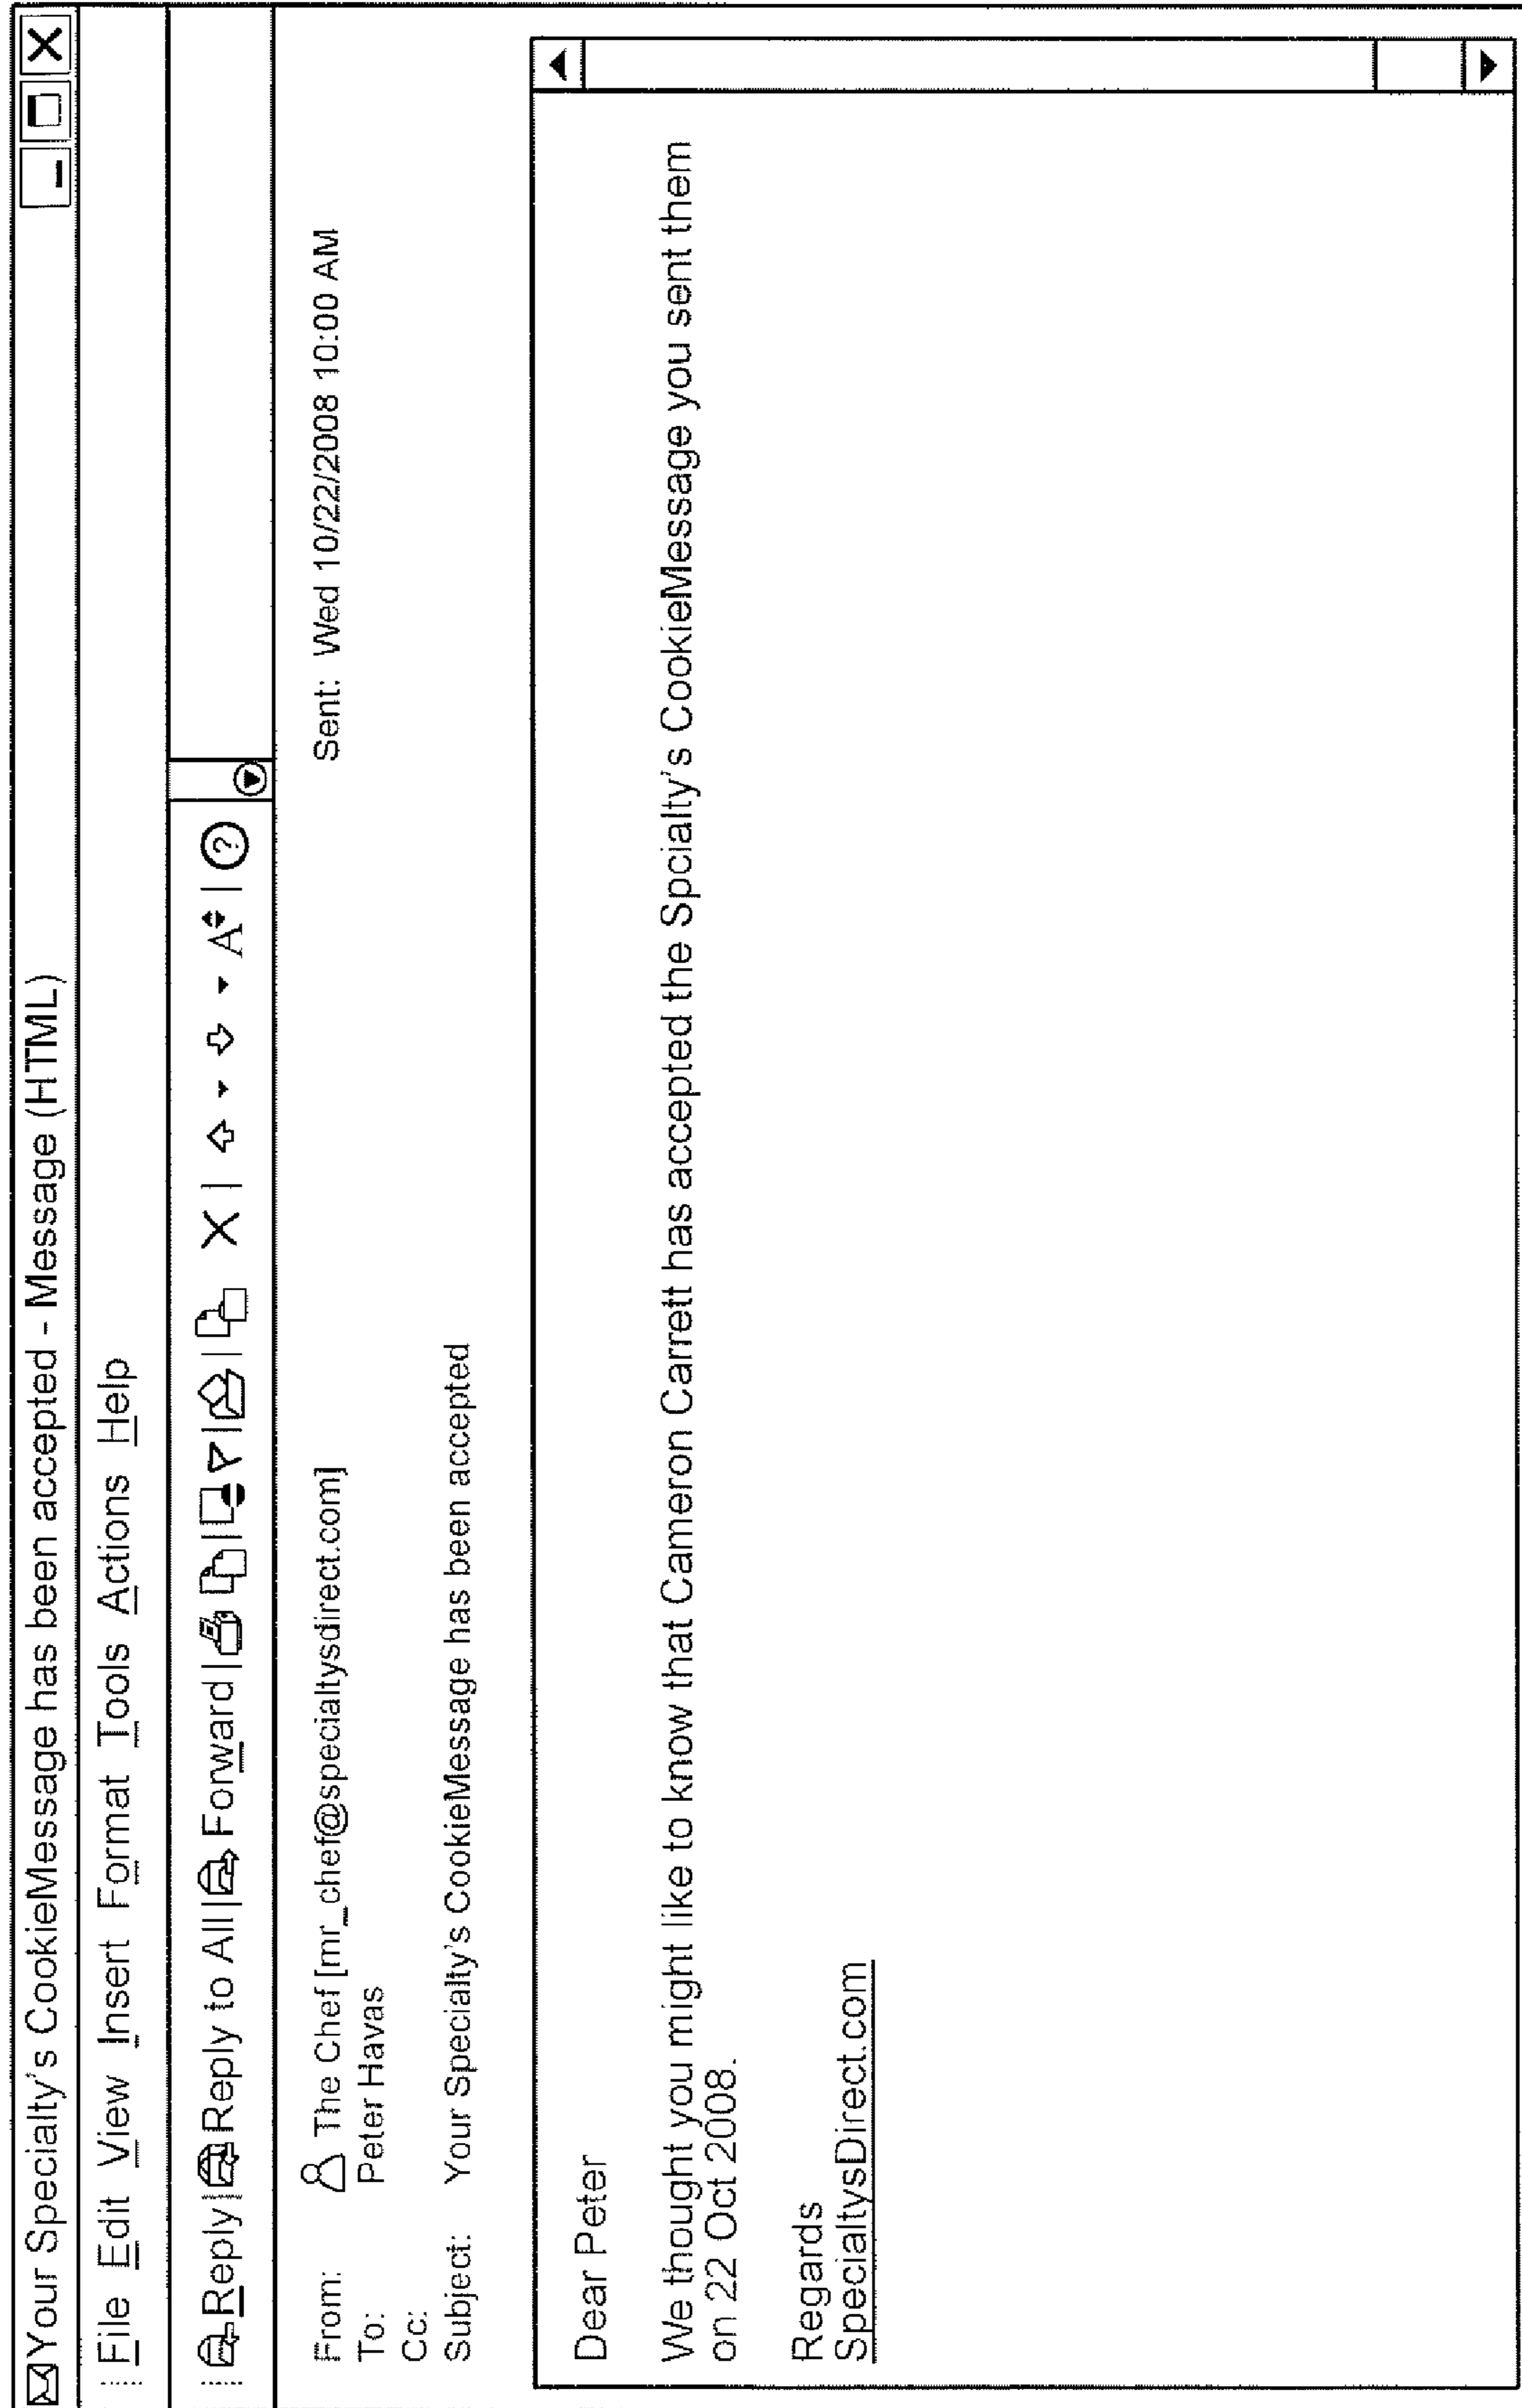 Your Specialty's CookieMessage has been accepted - Message (HTML)
File Edit View Insert Format Tools Actions Help
Reply | Reply to All | Forward | | | | X | | A | ?
From: The Chef [mr_chef@specialtysdirect.com] Sent: Wed 10/22/2008 10:00 AM
To: Peter Havas
Cc:
Subject: Your Specialty's CookieMessage has been accepted
Dear Peter
We thought you might like to know that Cameron Carrett has accepted the Spcialty's CookieMessage you sent them
on 22 Oct 2008.
Regards
SpecialtysDirect.com